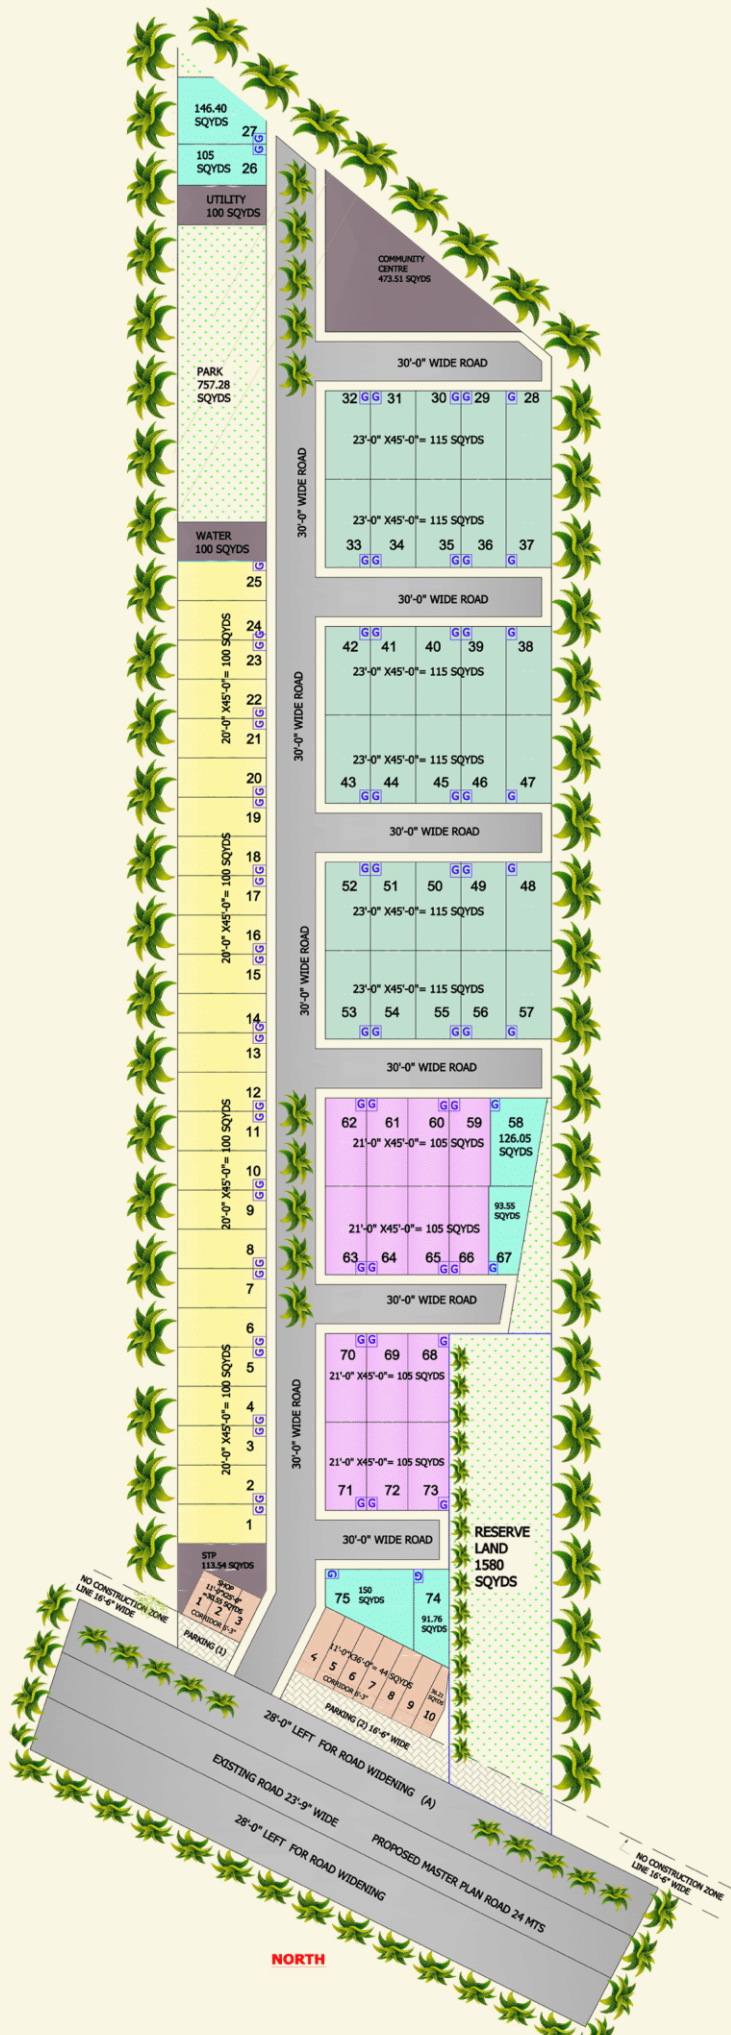 146.40
SQYDS
27
G G
105
SQYDS 26
UTILITY
100 SQYDS
COMMUNITY
CENTRE
473.51 SQYDS
PARK
757.28
SQYDS
30'-0" WIDE ROAD
32 G G 31 30 G G 29 G 28
23'-0" X45'-0"= 115 SQYDS
30'-0" WIDE ROAD
23'-0" X45'-0"= 115 SQYDS
33 34 35 36 37
G G G G G
WATER
100 SQYDS
G
25
30'-0" WIDE ROAD
24
G G
23
22
G G
21
20'-0" X45'-0"= 100 SQYDS
20
G G
19
G G G G G
42 41 40 39 38
23'-0" X45'-0"= 115 SQYDS
30'-0" WIDE ROAD
23'-0" X45'-0"= 115 SQYDS
43 44 45 46 47
G G G G G
30'-0" WIDE ROAD
18
G G
17
16
G G
15
20'-0" X45'-0"= 100 SQYDS
14
G G
13
G G G G G
52 51 50 49 48
23'-0" X45'-0"= 115 SQYDS
30'-0" WIDE ROAD
23'-0" X45'-0"= 115 SQYDS
53 54 55 56 57
G G G G G
30'-0" WIDE ROAD
12
G G
11
10
G G
9
20'-0" X45'-0"= 100 SQYDS
8
G G
7
G G G G G
62 61 60 59 58
21'-0" X45'-0"= 105 SQYDS
126.05
SQYDS
93.55
SQYDS
21'-0" X45'-0"= 105 SQYDS
63 64 65 66 67
G G G G G
30'-0" WIDE ROAD
6
G G
5
4
G G
3
20'-0" X45'-0"= 100 SQYDS
2
G G
1
G G G
70 69 68
21'-0" X45'-0"= 105 SQYDS
30'-0" WIDE ROAD
21'-0" X45'-0"= 105 SQYDS
71 72 73
G G G
30'-0" WIDE ROAD
RESERVE
LAND
1580
SQYDS
STP
113.54 SQYDS
SHOP
1 2 3
CORRIDOR 5'-3"
PARKING (1)
G G
75 150
SQYDS
74
91.76
SQYDS
11'-0"X36'-0"= 44 SQYDS
4 5 6 7 8 9 10
CORRIDOR 5'-3"
PARKING (2) 16'-6" WIDE
NO CONSTRUCTION ZONE
LINE 16'-6" WIDE
28'-0" LEFT FOR ROAD WIDENING (A)
EXISTING ROAD 23'-9" WIDE
PROPOSED MASTER PLAN ROAD 24 MTS
28'-0" LEFT FOR ROAD WIDENING
NO CONSTRUCTION ZONE
LINE 16'-6" WIDE
NORTH